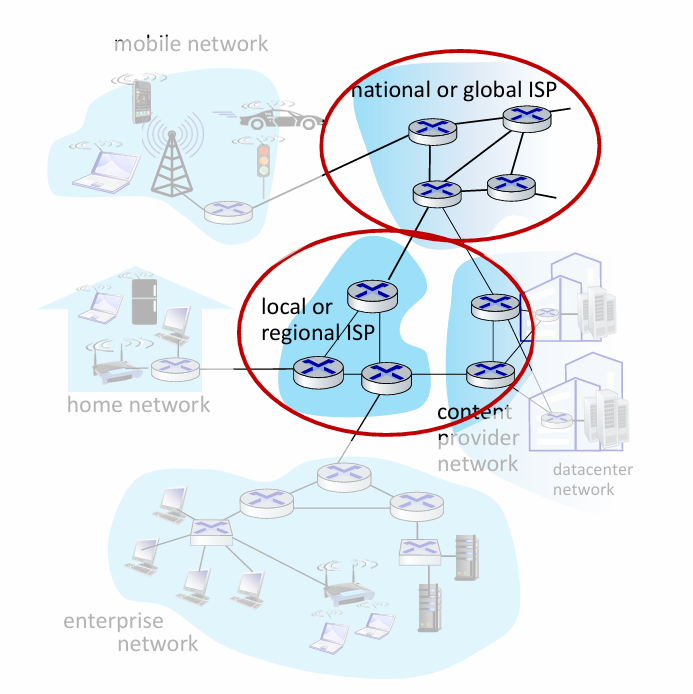 mobile network
national or global ISP
local or
regional ISP
home network
content
provider
network
datacenter
network
enterprise
network